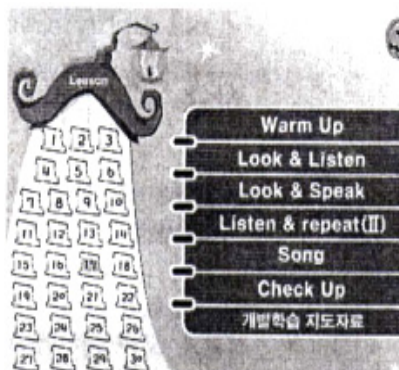 Lesson
1 2 3
4 5 6
7 8 9 10
11 12 13 14
15 16 17 18
19 20 21 22
23 24 25 26
27 28 29 30
Warm Up
Look & Listen
Look & Speak
Listen & repeat(II)
Song
Check Up
개별학습 지도자료